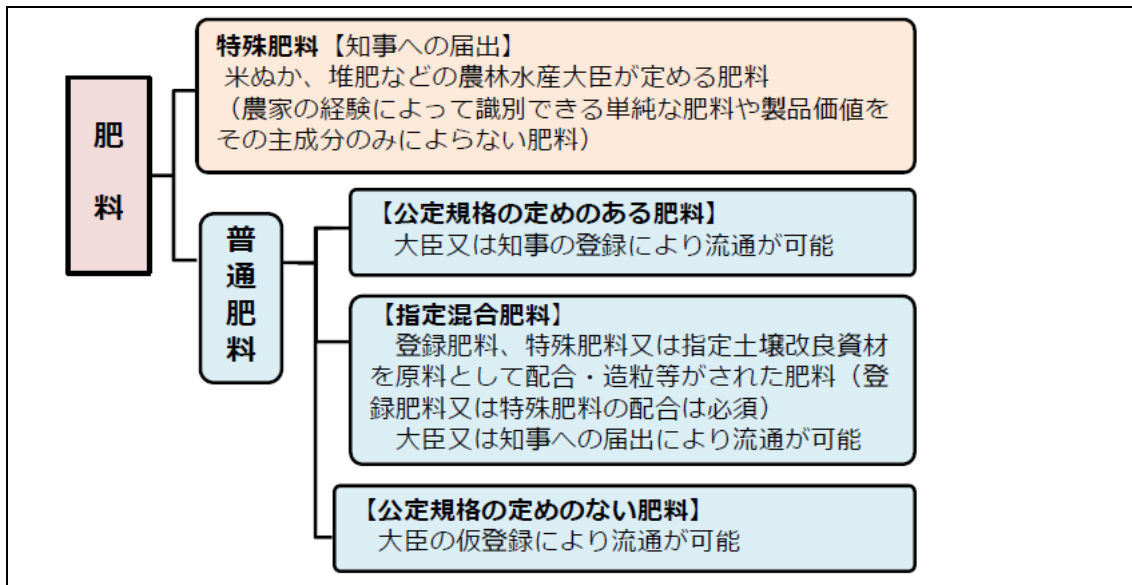 肥料
特殊肥料【知事への届出】
米ぬか、堆肥などの農林水産大臣が定める肥料
（農家の経験によって識別できる単純な肥料や製品価値を
その主成分のみによらない肥料）
普通肥料
【公定規格の定めのある肥料】
大臣又は知事の登録により流通が可能
【指定混合肥料】
登録肥料、特殊肥料又は指定土壌改良資材
を原料として配合・造粒等がされた肥料（登
録肥料又は特殊肥料の配合は必須）
大臣又は知事への届出により流通が可能
【公定規格の定めのない肥料】
大臣の仮登録により流通が可能